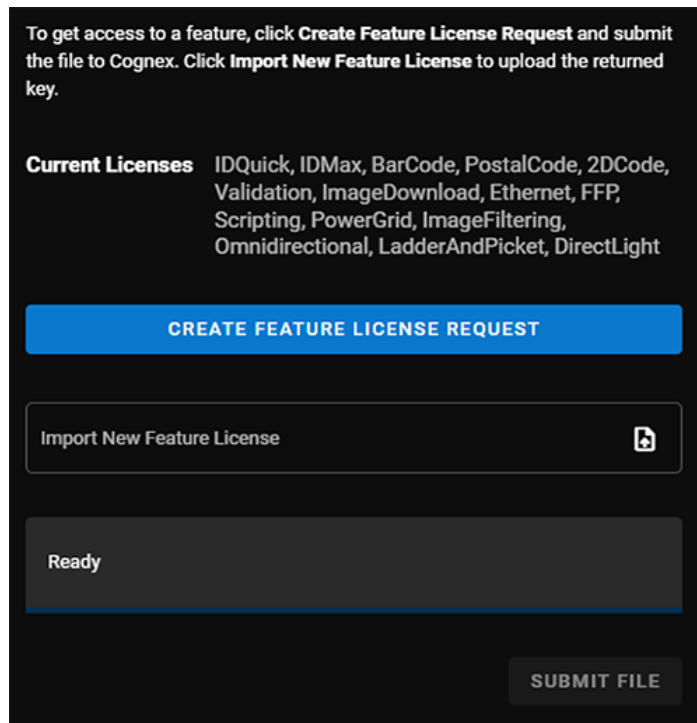 To get access to a feature, click Create Feature License Request and submit
the file to Cognex. Click Import New Feature License to upload the returned
key.
Current Licenses IDQuick, IDMax, BarCode, PostalCode, 2DCode,
Validation, ImageDownload, Ethernet, FFP,
Scripting, PowerGrid, ImageFiltering,
Omnidirectional, LadderAndPicket, DirectLight
CREATE FEATURE LICENSE REQUEST
Import New Feature License
Ready
SUBMIT FILE